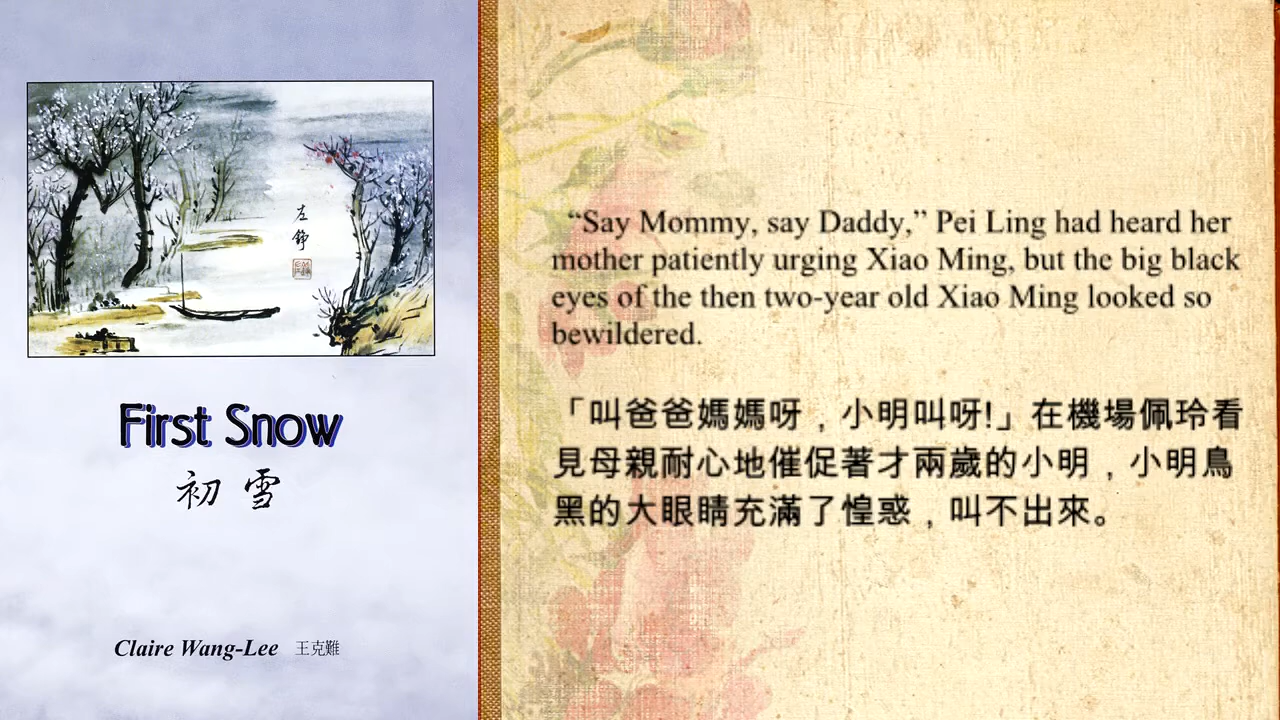 左錚
First Snow
初雪
Claire Wang-Lee 王克難
“Say Mommy, say Daddy,” Pei Ling had heard her
mother patiently urging Xiao Ming, but the big black
eyes of the then two-year old Xiao Ming looked so
bewildered.
「叫爸爸媽媽呀，小明叫呀!」在機場佩玲看
見母親耐心地催促著才兩歲的小明，小明鳥
黑的大眼睛充滿了惶惑，叫不出來。